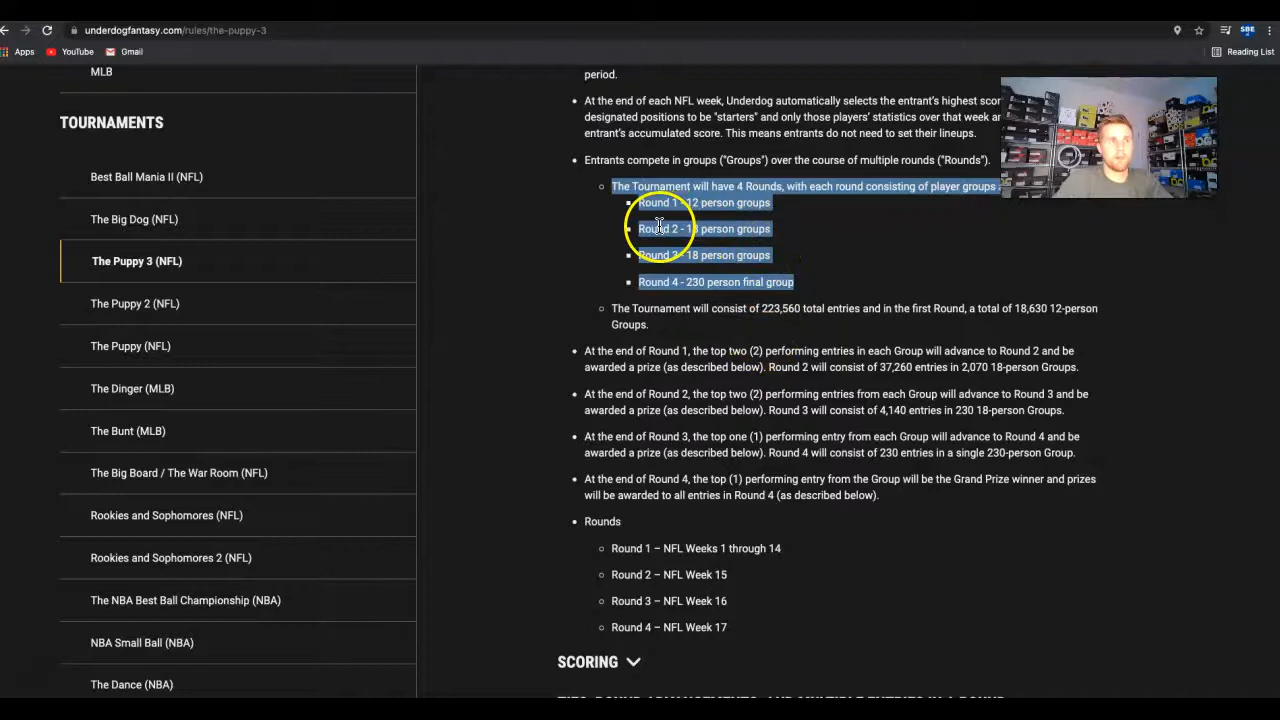 underdogfantasy.com/rules/the-puppy-3
SBE
Apps YouTube Gmail Reading List
MLB
TOURNAMENTS
Best Ball Mania II (NFL)
The Big Dog (NFL)
The Puppy 3 (NFL)
The Puppy 2 (NFL)
The Puppy (NFL)
The Dinger (MLB)
The Bunt (MLB)
The Big Board / The War Room (NFL)
Rookies and Sophomores (NFL)
Rookies and Sophomores 2 (NFL)
The NBA Best Ball Championship (NBA)
NBA Small Ball (NBA)
The Dance (NBA)
period.
At the end of each NFL week, Underdog automatically selects the entrant's highest
designated positions to be "starters" and only those players' statistics over that week
entrant's accumulated score. This means entrants do not need to set their lineups.
Entrants compete in groups ("Groups") over the course of multiple rounds ("Rounds").
The Tournament will have 4 Rounds, with each round consisting of player groups
Round 1 - 12 person groups
Round 2 - 18 person groups
Round 3 - 18 person groups
Round 4 - 230 person final group
The Tournament will consist of 223,560 total entries and in the first Round, a total of 18,630 12-person
Groups.
At the end of Round 1, the top two (2) performing entries in each Group will advance to Round 2 and be
awarded a prize (as described below). Round 2 will consist of 37,260 entries in 2,070 18-person Groups.
At the end of Round 2, the top two (2) performing entries from each Group will advance to Round 3 and be
awarded a prize (as described below). Round 3 will consist of 4,140 entries in 230 18-person Groups.
At the end of Round 3, the top one (1) performing entry from each Group will advance to Round 4 and be
awarded a prize (as described below). Round 4 will consist of 230 entries in a single 230-person Group.
At the end of Round 4, the top (1) performing entry from the Group will be the Grand Prize winner and prizes
will be awarded to all entries in Round 4 (as described below).
Rounds
Round 1 – NFL Weeks 1 through 14
Round 2 – NFL Week 15
Round 3 – NFL Week 16
Round 4 – NFL Week 17
SCORING